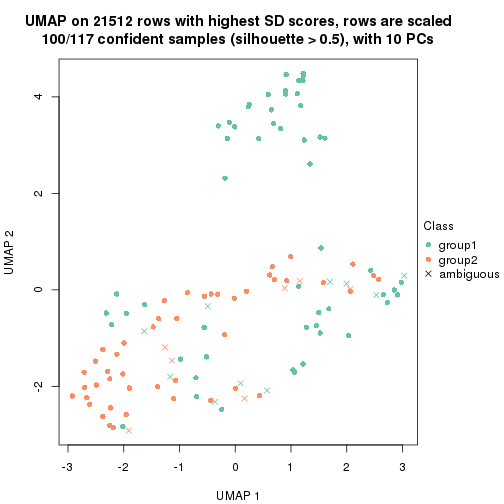 UMAP on 21512 rows with highest SD scores, rows are scaled
100/117 confident samples (silhouette > 0.5), with 10 PCs
4
2
0
-2
UMAP 2
-3
-2
-1
0
1
2
3
UMAP 1
Class
group1
group2
ambiguous